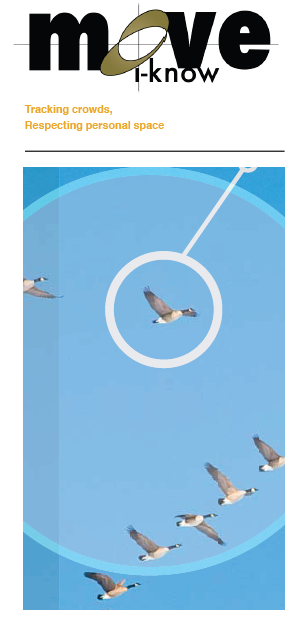 move
i-know
Tracking crowds,
Respecting personal space